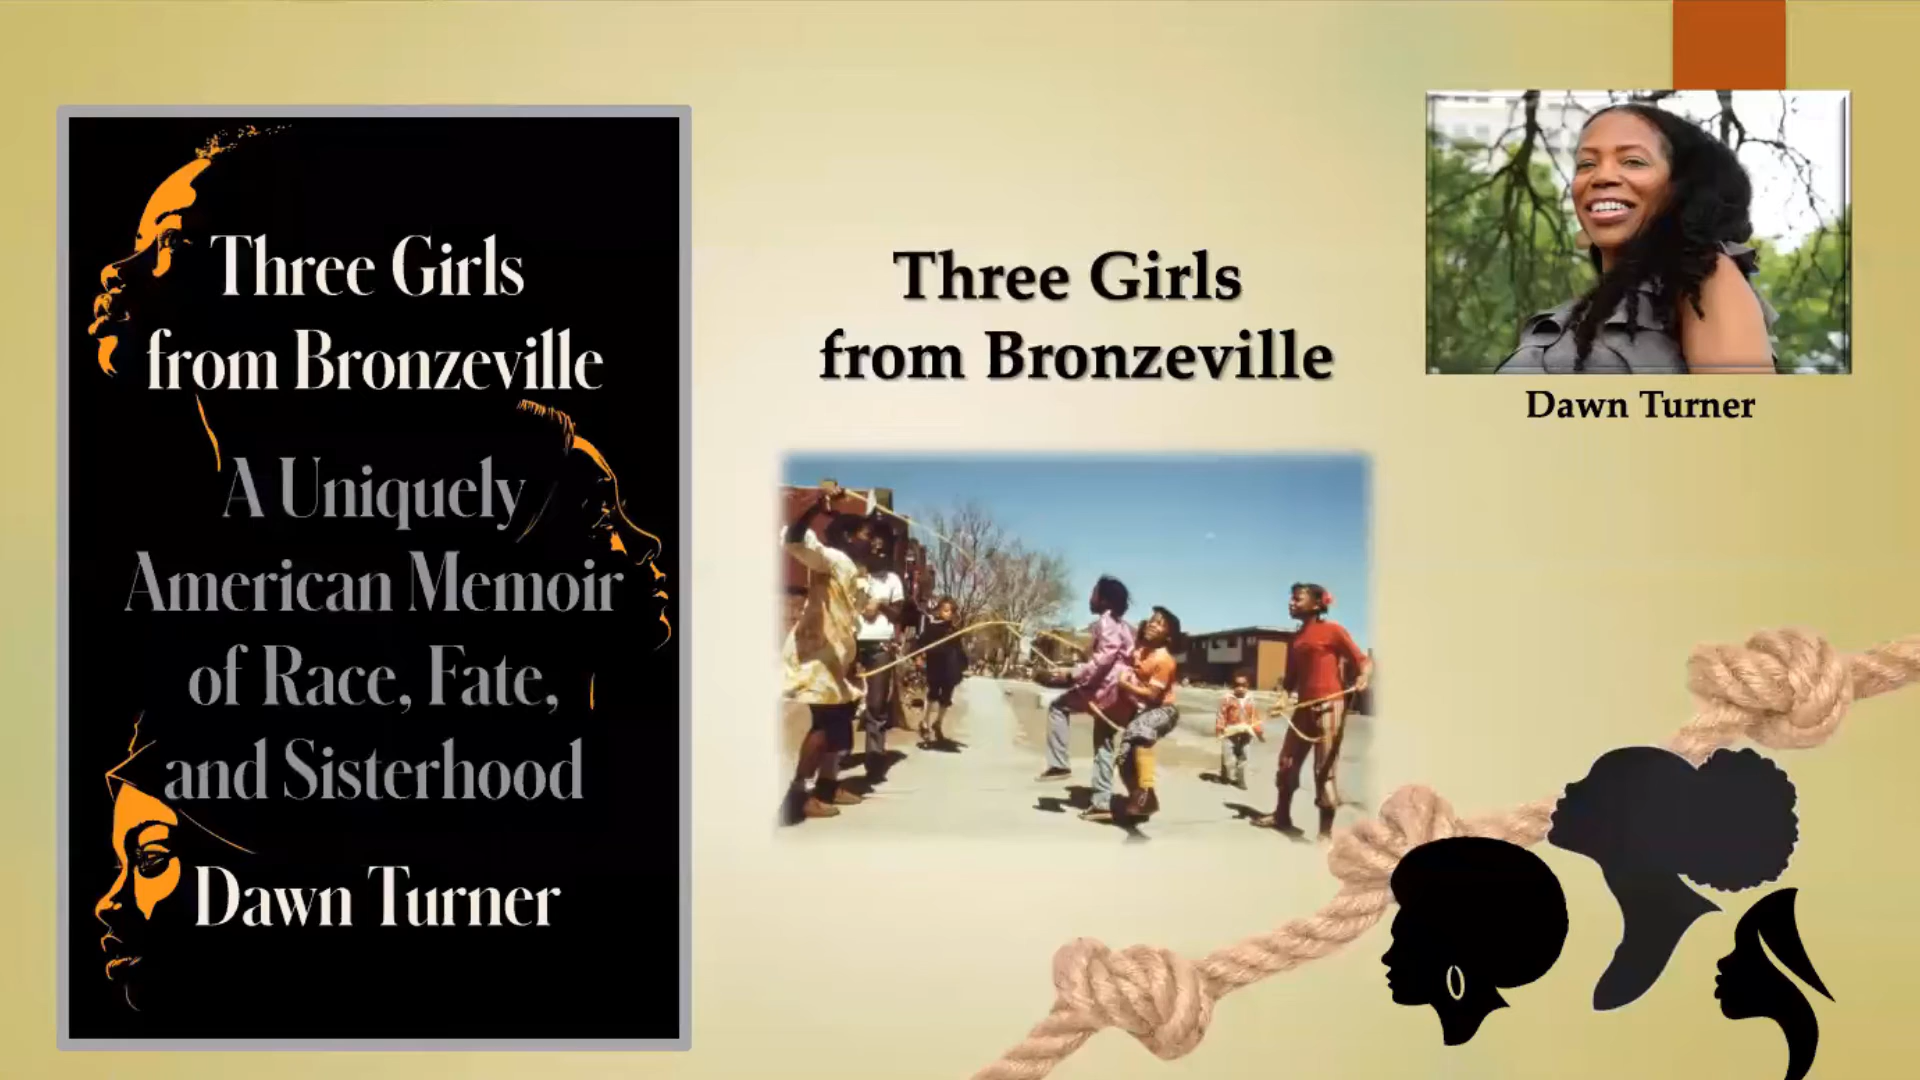 Three Girls
from Bronzeville
A Uniquely
American Memoir
of Race, Fate,
and Sisterhood
Dawn Turner
Three Girls
from Bronzeville
Dawn Turner